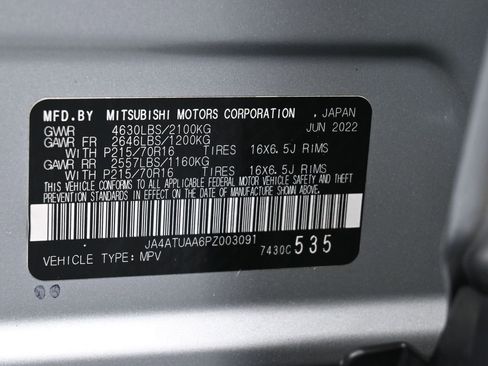 MFD.BY MITSUBISHI MOTORS CORPORATION . JAPAN
GVWR 4630LBS/2100KG JUN 2022
GAWR FR 2646LBS/1200KG
WITH P215/70R16 TIRES 16X6.5J RIMS
GAWR RR 2557LBS/1160KG
WITH P215/70R16 TIRES 16X6.5J RIMS
THIS VEHICLE CONFORMS TO ALL APPLICABLE FEDERAL MOTOR VEHICLE SAFETY AND THEFT
PREVENTION STANDARDS IN EFFECT ON THE DATE OF MANUFACTURE SHOWN ABOVE.
JA4ATUAA6PZ003091 7430C 535
VEHICLE TYPE: MPV